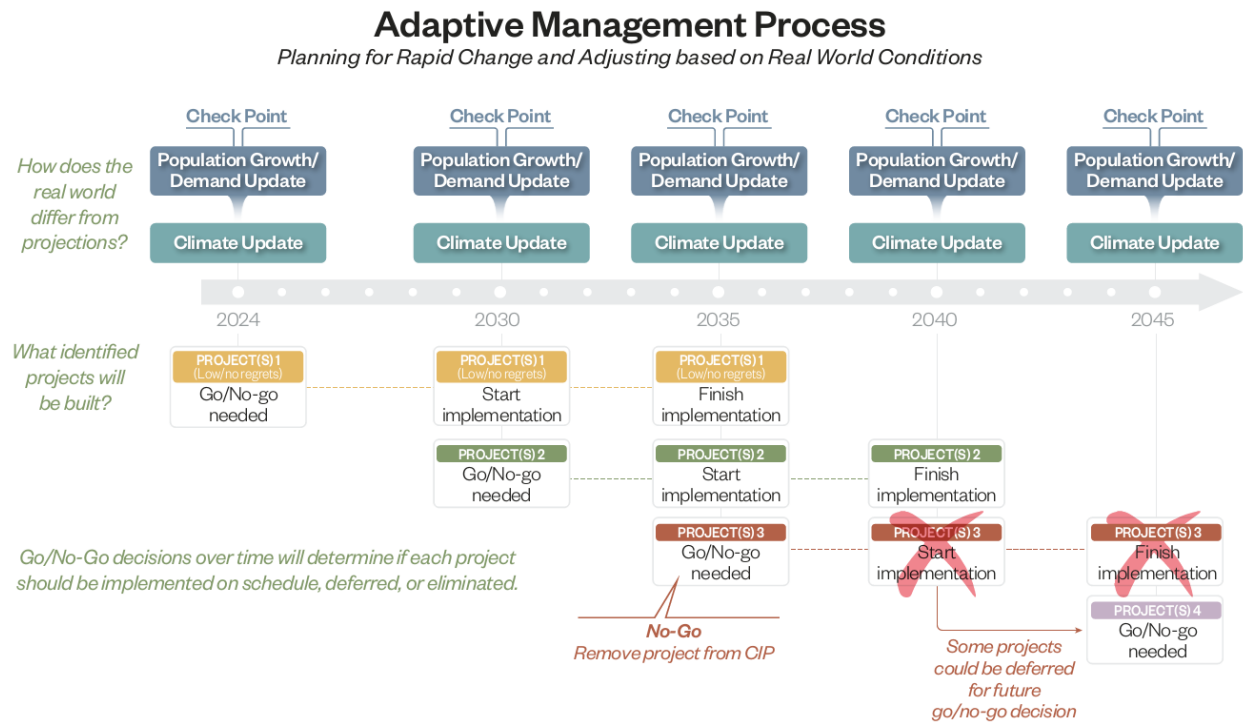 Adaptive Management Process
Planning for Rapid Change and Adjusting based on Real World Conditions
Check Point
Check Point
Check Point
Check Point
Check Point
How does the
real world
differ from
projections?
Population Growth/
Demand Update
Population Growth/
Demand Update
Population Growth/
Demand Update
Population Growth/
Demand Update
Population Growth/
Demand Update
Climate Update
Climate Update
Climate Update
Climate Update
Climate Update
2024
2030
2035
2040
2045
What identified
projects will
be built?
PROJECT(S) 1
(Low/no regrets)
Go/No-go
needed
PROJECT(S) 1
(Low/no regrets)
Start
implementation
PROJECT(S) 1
(Low/no regrets)
Finish
implementation
PROJECT(S) 2
Go/No-go
needed
PROJECT(S) 2
Start
implementation
PROJECT(S) 2
Finish
implementation
PROJECT(S) 3
Go/No-go
needed
PROJECT(S) 3
Start
implementation
PROJECT(S) 3
Finish
implementation
Go/No-Go decisions over time will determine if each project
should be implemented on schedule, deferred, or eliminated.
No-Go
Remove project from CIP
PROJECT(S) 4
Go/No-go
needed
Some projects
could be deferred
for future
go/no-go decision